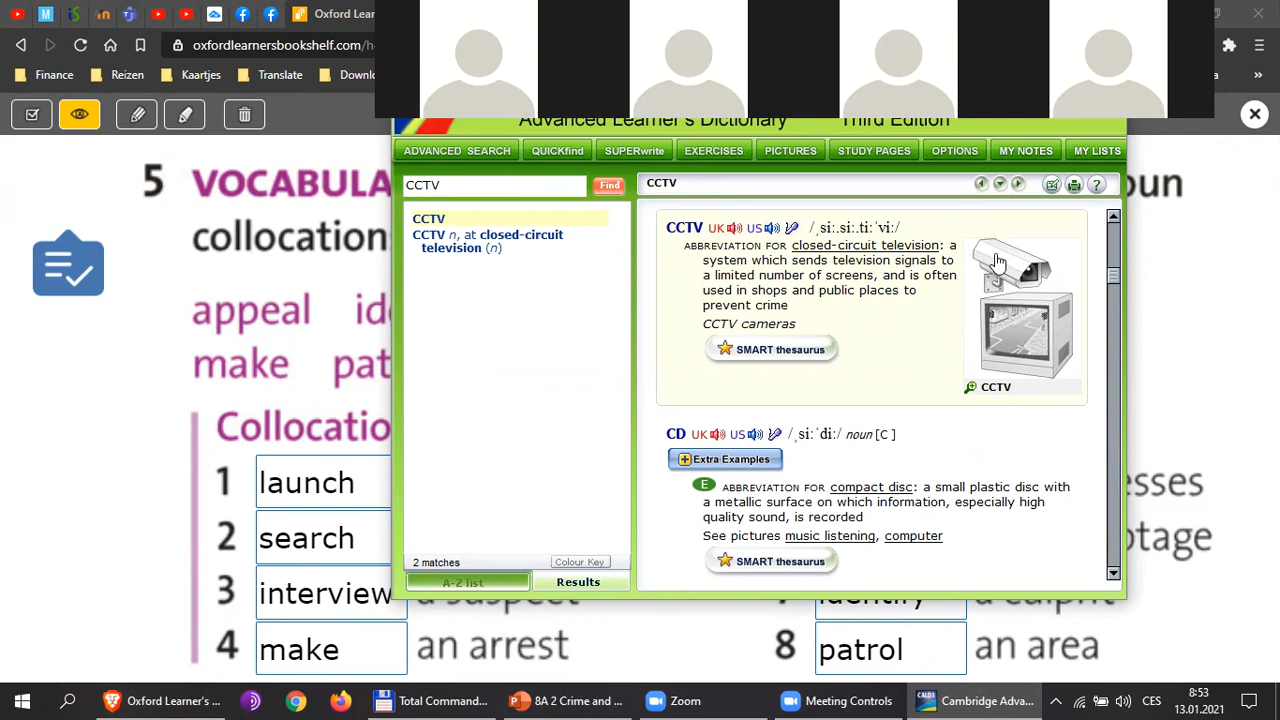 Oxford Lear
oxfordlearnersbookshelf.com/h
Finance
Reizen
Kaartjes
Translate
Downlo
a
»
Advanced Learner's Dictionary Third Edition
ADVANCED SEARCH
QUICKfind
SUPERwrite
EXERCISES
PICTURES
STUDY PAGES
OPTIONS
MY NOTES
MY LISTS
CCTV
Find
CCTV
CCTV
CCTV n, at closed-circuit
television (n)
CCTV UK US /ˌsiː.siː.tiːˈviː/
ABBREVIATION FOR closed-circuit television: a
system which sends television signals to
a limited number of screens, and is often
used in shops and public places to
prevent crime
CCTV cameras
SMART thesaurus
CCTV
CD UK US /ˌsiːˈdiː/ noun [C ]
Extra Examples
E ABBREVIATION FOR compact disc: a small plastic disc with
a metallic surface on which information, especially high
quality sound, is recorded
See pictures music listening, computer
SMART thesaurus
2 matches
Colour Key
A-Z list
Results
5 VOCABULA
oun
collocation
appeal ide
make pat
Collocatio
1 launch
esses
2 search
otage
3 interview a suspect
7 identify a culprit
4 make an arrest
8 patrol an area
Oxford Learner's ...
Total Comman...
8A 2 Crime and ...
Zoom
Meeting Controls
Cambridge Adva...
CES
8:53
13.01.2021